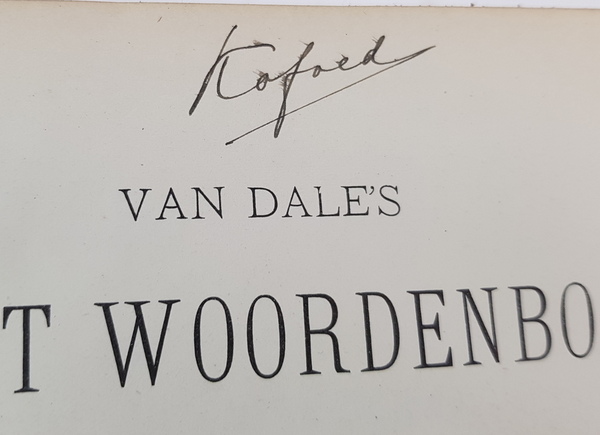 Kofoed
VAN DALE'S
T WOORDENBO